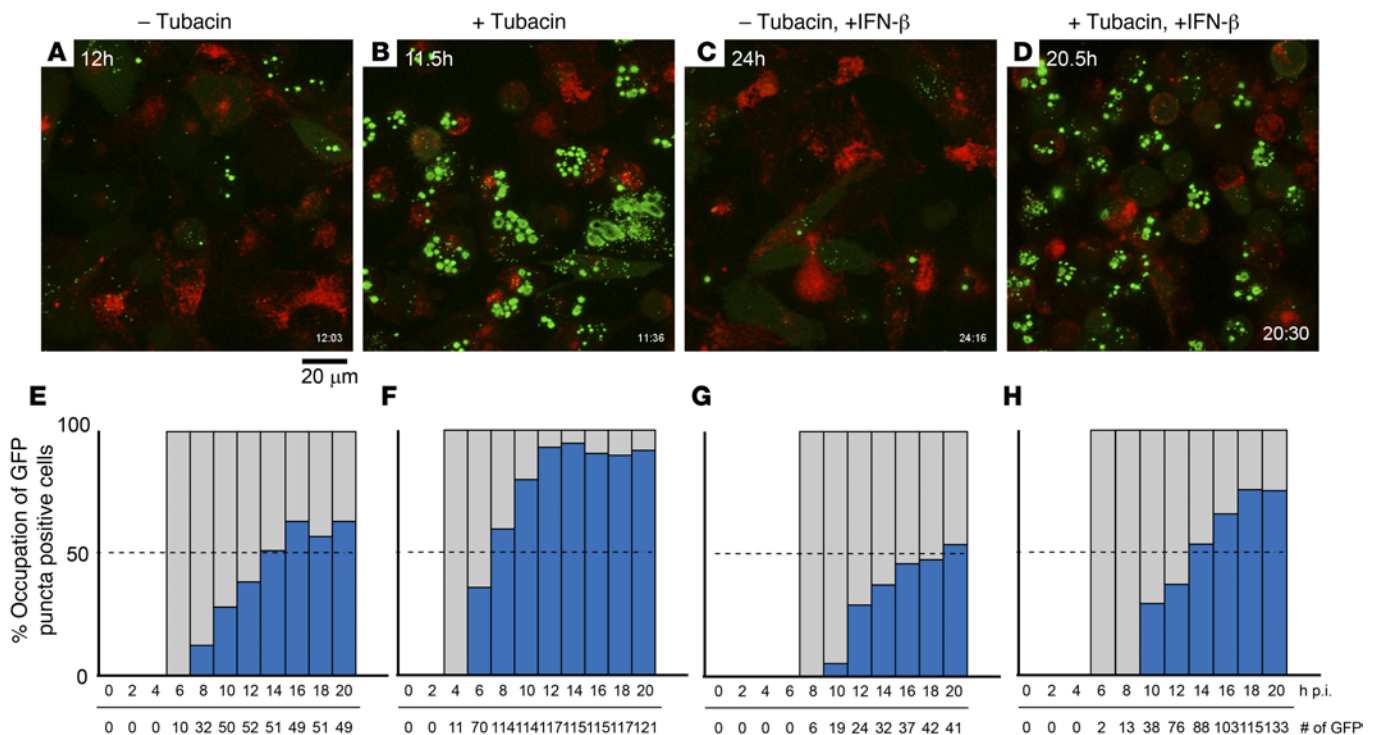 – Tubacin + Tubacin – Tubacin, +IFN-β + Tubacin, +IFN-β
A 12h B 11.5h C 24h D 20.5h
12:03 11:36 24:16 20:30
20 μm
E F G H
% Occupation of GFP
puncta positive cells
100
50
0
0 2 4 6 8 10 12 14 16 18 20 0 2 4 6 8 10 12 14 16 18 20 0 2 4 6 8 10 12 14 16 18 20 0 2 4 6 8 10 12 14 16 18 20 h p.i.
0 0 0 10 32 50 52 51 49 51 49 0 0 11 70 114 114 117 115 115 117 121 0 0 0 0 6 19 24 32 37 42 41 0 0 0 2 13 38 76 88 103 115 133 # of GFP